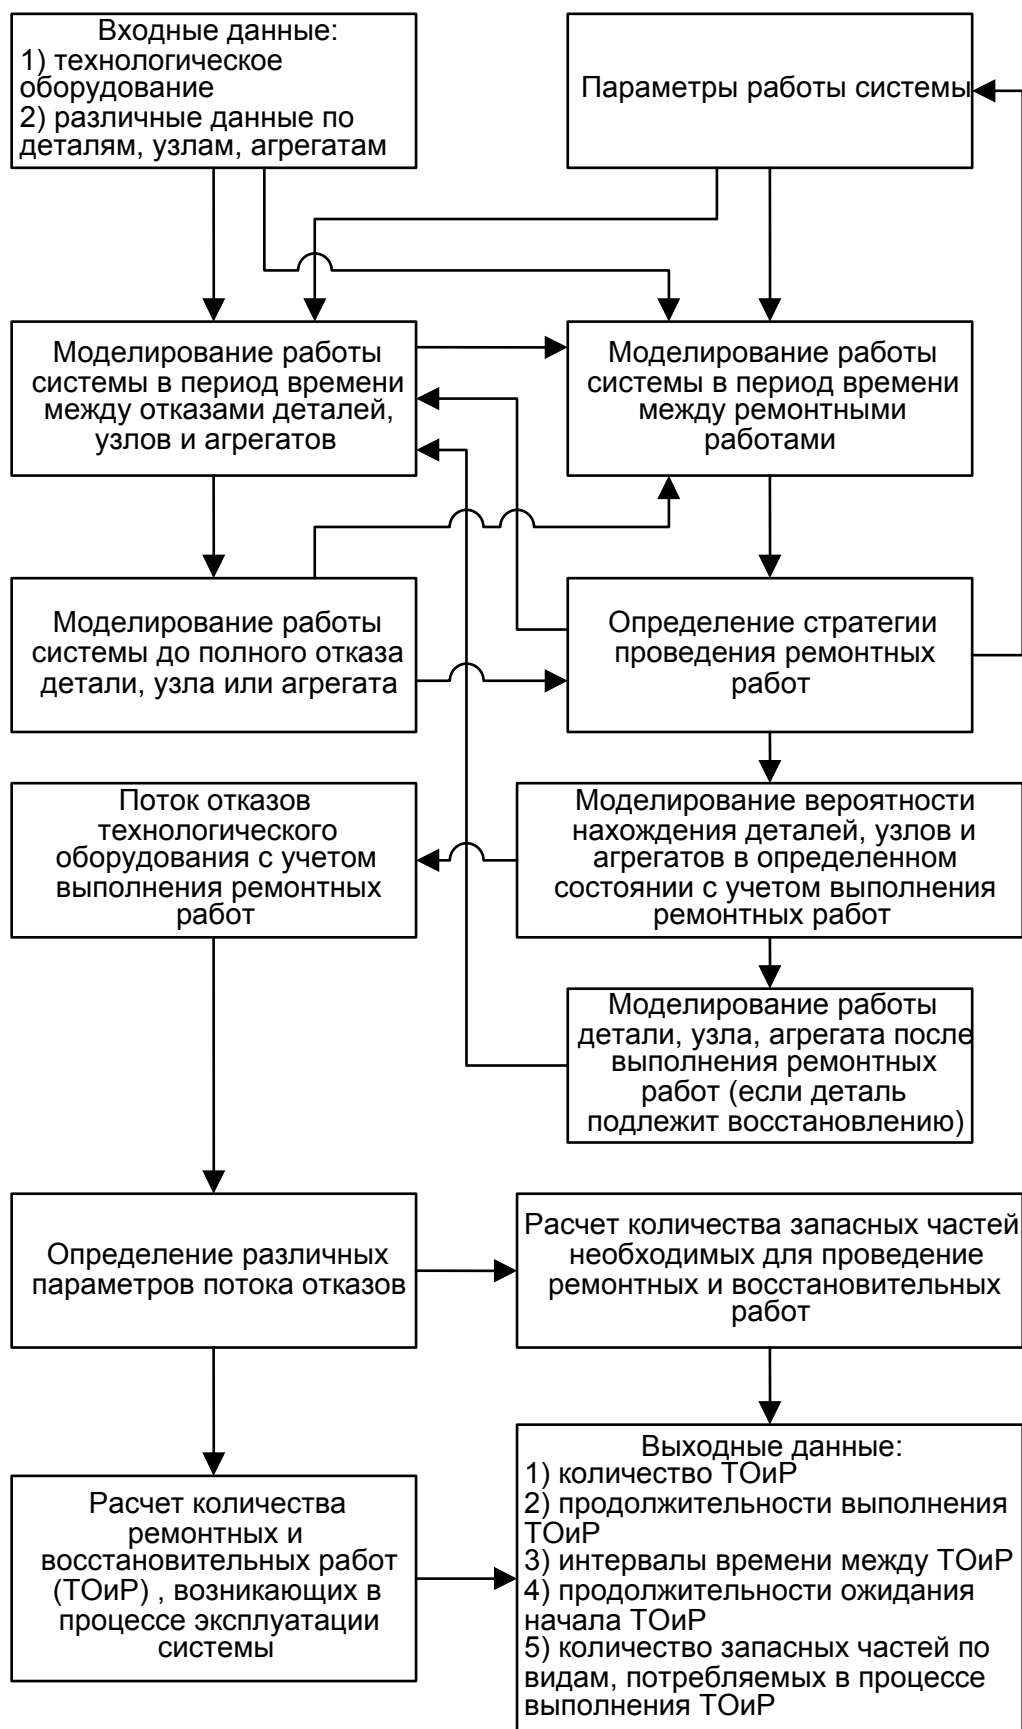 Входные данные:
1) технологическое
оборудование
2) различные данные по
деталям, узлам, агрегатам
Параметры работы системы
Моделирование работы
системы в период времени
между отказами деталей,
узлов и агрегатов
Моделирование работы
системы в период времени
между ремонтными
работами
Моделирование работы
системы до полного отказа
детали, узла или агрегата
Определение стратегии
проведения ремонтных
работ
Поток отказов
технологического
оборудования с учетом
выполнения ремонтных
работ
Моделирование вероятности
нахождения деталей, узлов и
агрегатов в определенном
состоянии с учетом выполнения
ремонтных работ
Моделирование работы
детали, узла, агрегата после
выполнения ремонтных
работ (если деталь
подлежит восстановлению)
Определение различных
параметров потока отказов
Расчет количества запасных частей
необходимых для проведение
ремонтных и восстановительных
работ
Расчет количества
ремонтных и
восстановительных работ
(ТОиР) , возникающих в
процессе эксплуатации
системы
Выходные данные:
1) количество ТОиР
2) продолжительности выполнения
ТОиР
3) интервалы времени между ТОиР
4) продолжительности ожидания
начала ТОиР
5) количество запасных частей по
видам, потребляемых в процессе
выполнения ТОиР